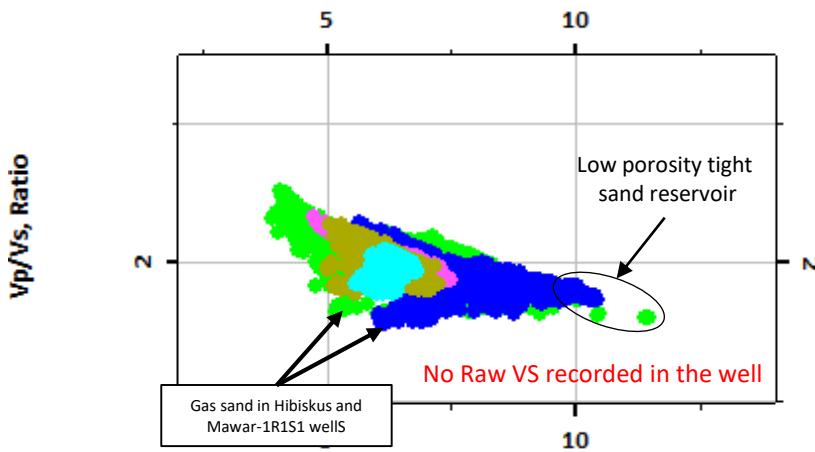 5 10
Low porosity tight
sand reservoir
Vp/Vs, Ratio
2 2
No Raw VS recorded in the well
Gas sand in Hibiskus and
Mawar-1R1S1 wellS
10